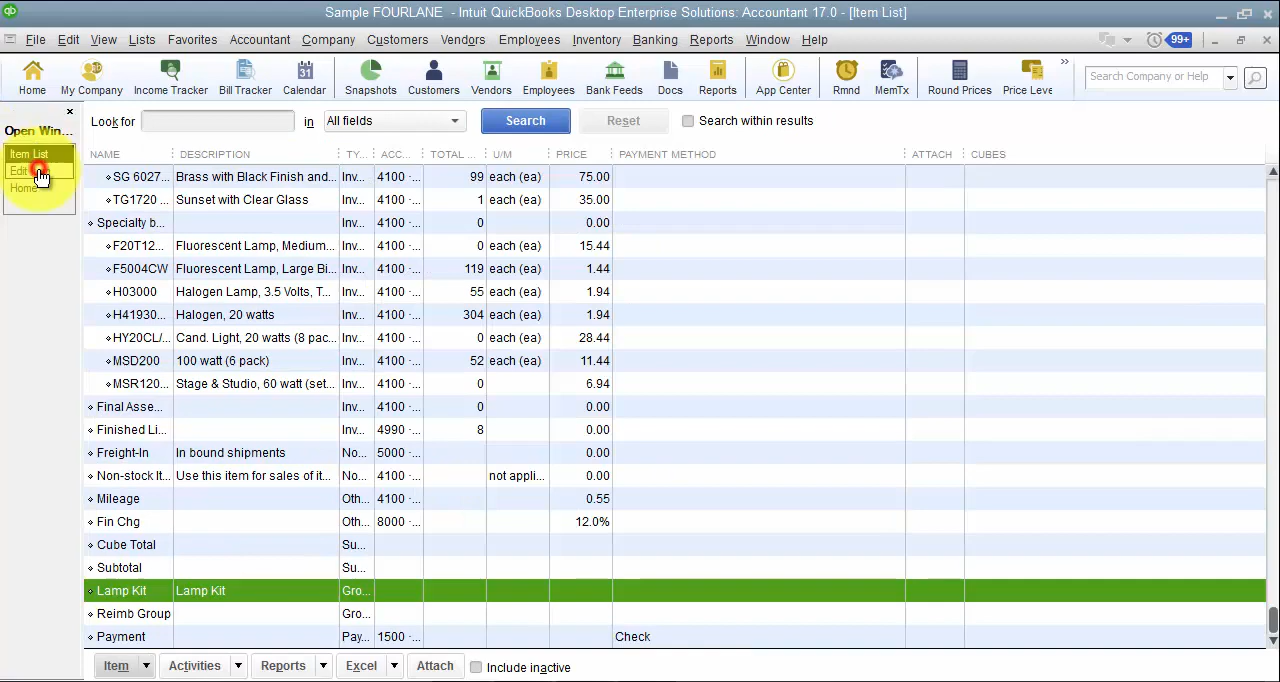 Sample FOURLANE - Intuit QuickBooks Desktop Enterprise Solutions: Accountant 17.0 - [Item List]
File Edit View Lists Favorites Accountant Company Customers Vendors Employees Inventory Banking Reports Window Help 99+
Home My Company Income Tracker Bill Tracker Calendar Snapshots Customers Vendors Employees Bank Feeds Docs Reports App Center Rmnd MemTx Round Prices Price Leve Search Company or Help
Open Win...
Item List
Edit
Home
Look for in All fields Search Reset Search within results
NAME DESCRIPTION TY... ACC... TOTAL ... U/M PRICE PAYMENT METHOD ATTACH CUBES
SG 6027... Brass with Black Finish and... Inv... 4100 ·... 99 each (ea) 75.00
TG1720 ... Sunset with Clear Glass Inv... 4100 ·... 1 each (ea) 35.00
Specialty b... Inv... 4100 ·... 0 0.00
F20T12... Fluorescent Lamp, Medium... Inv... 4100 ·... 0 each (ea) 15.44
F5004CW Fluorescent Lamp, Large Bi... Inv... 4100 ·... 119 each (ea) 1.44
H03000 Halogen Lamp, 3.5 Volts, T... Inv... 4100 ·... 55 each (ea) 1.94
H41930... Halogen, 20 watts Inv... 4100 ·... 304 each (ea) 1.94
HY20CL/... Cand. Light, 20 watts (8 pac... Inv... 4100 ·... 0 each (ea) 28.44
MSD200 100 watt (6 pack) Inv... 4100 ·... 52 each (ea) 11.44
MSR120... Stage & Studio, 60 watt (set... Inv... 4100 ·... 0 6.94
Final Asse... Inv... 4100 ·... 0 0.00
Finished Li... Inv... 4990 ·... 8 0.00
Freight-In In bound shipments No... 5000 ·... 0.00
Non-stock It... Use this item for sales of it... No... 4100 ·... not appli... 0.00
Mileage Oth... 4100 ·... 0.55
Fin Chg Oth... 8000 ·... 12.0%
Cube Total Su...
Subtotal Su...
Lamp Kit Lamp Kit Gro...
Reimb Group Gro...
Payment Pay... 1500 ·... Check
Item Activities Reports Excel Attach Include inactive